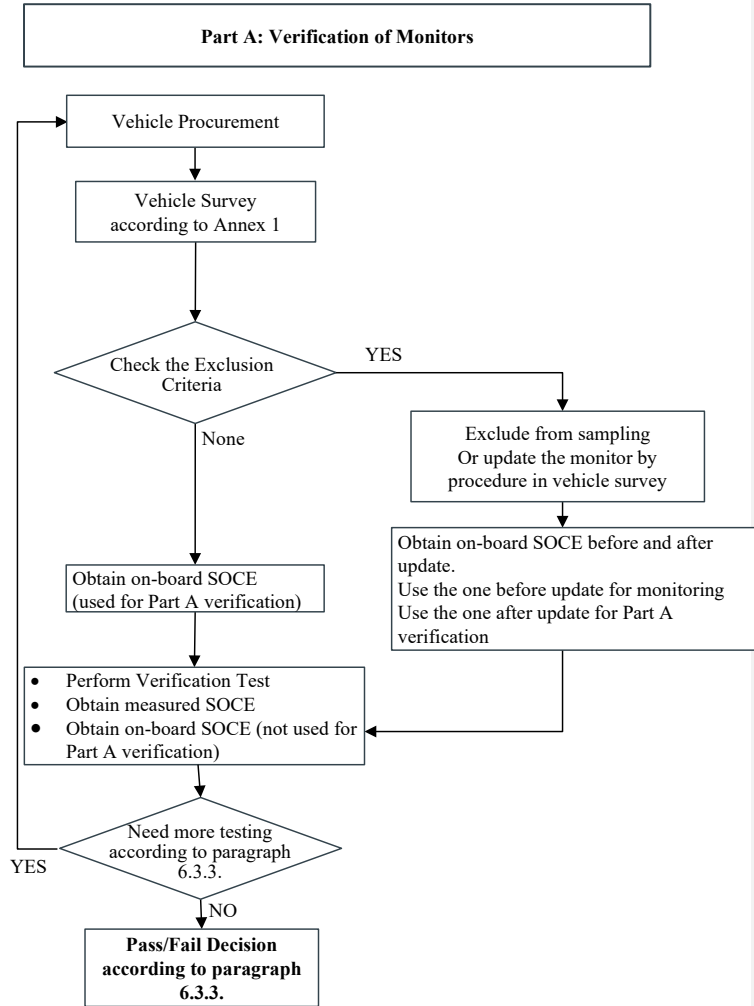 Part A: Verification of Monitors
Vehicle Procurement
Vehicle Survey
according to Annex 1
Check the Exclusion
Criteria
YES
None
Exclude from sampling
Or update the monitor by
procedure in vehicle survey
Obtain on-board SOCE before and after
update.
Use the one before update for monitoring
Use the one after update for Part A
verification
Obtain on-board SOCE
(used for Part A verification)
• Perform Verification Test
• Obtain measured SOCE
• Obtain on-board SOCE (not used for
Part A verification)
Need more testing
according to paragraph
6.3.3.
YES
NO
Pass/Fail Decision
according to paragraph
6.3.3.